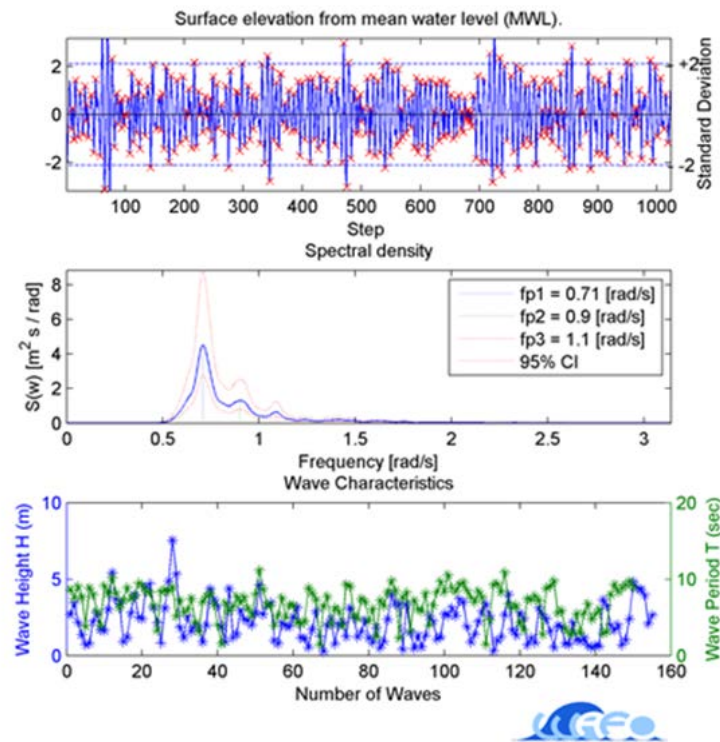 Surface elevation from mean water level (MWL).
2
0
-2
+2
-2
Standard Deviation
100 200 300 400 500 600 700 800 900 1000
Step
Spectral density
8
6
4
2
0
S(w) [m² s / rad]
fp1 = 0.71 [rad/s]
fp2 = 0.9 [rad/s]
fp3 = 1.1 [rad/s]
95% CI
0 0.5 1 1.5 2 2.5 3
Frequency [rad/s]
Wave Characteristics
10
5
0
Wave Height H (m)
20
10
0
Wave Period T (sec)
0 20 40 60 80 100 120 140 160
Number of Waves
WAFO